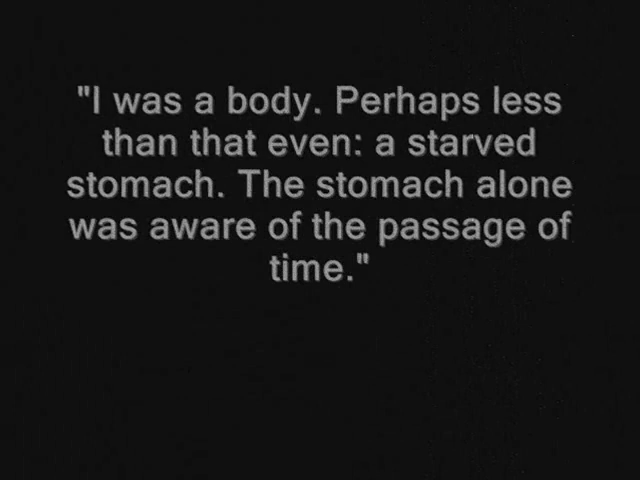 "I was a body. Perhaps less
than that even: a starved
stomach. The stomach alone
was aware of the passage of
time."